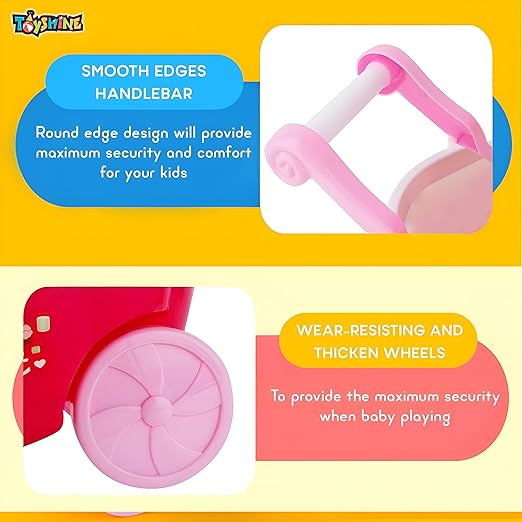 TOYSHINE
SMOOTH EDGES
HANDLEBAR
Round edge design will provide
maximum security and comfort
for your kids
WEAR-RESISTING AND
THICKEN WHEELS
To provide the maximum security
when baby playing